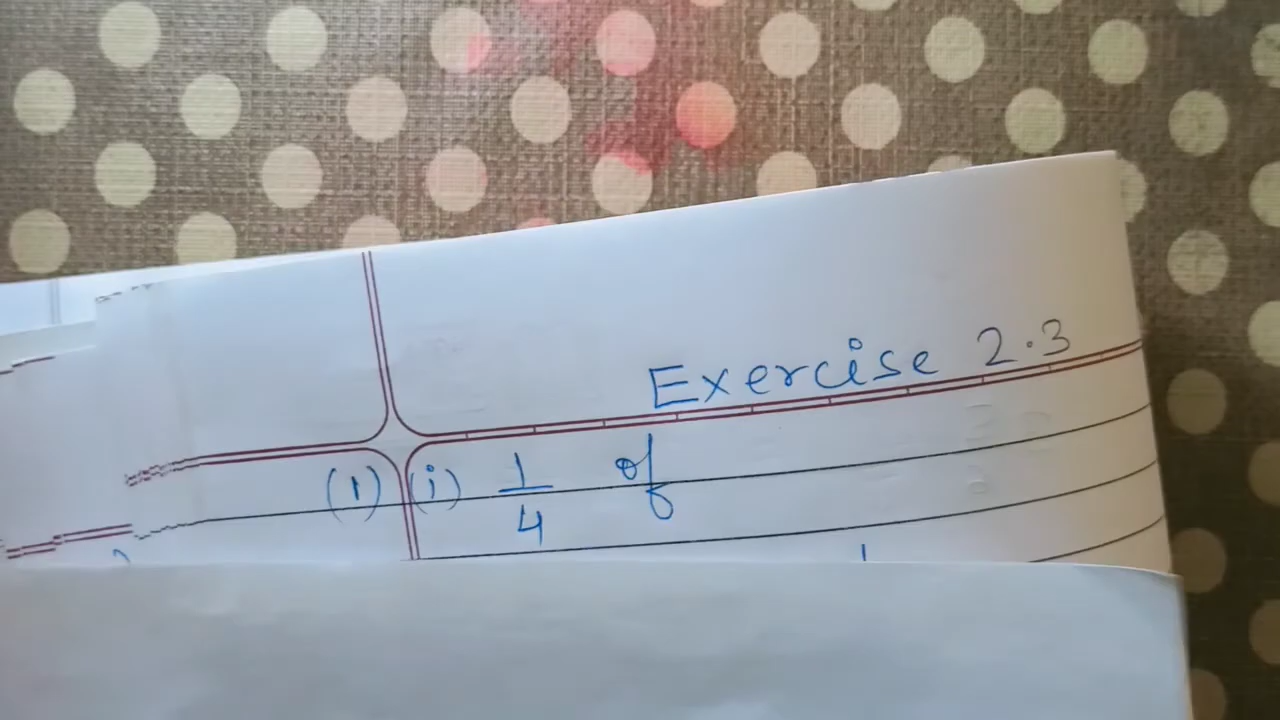 Exercise 2.3
(1) (i) 1/4 of